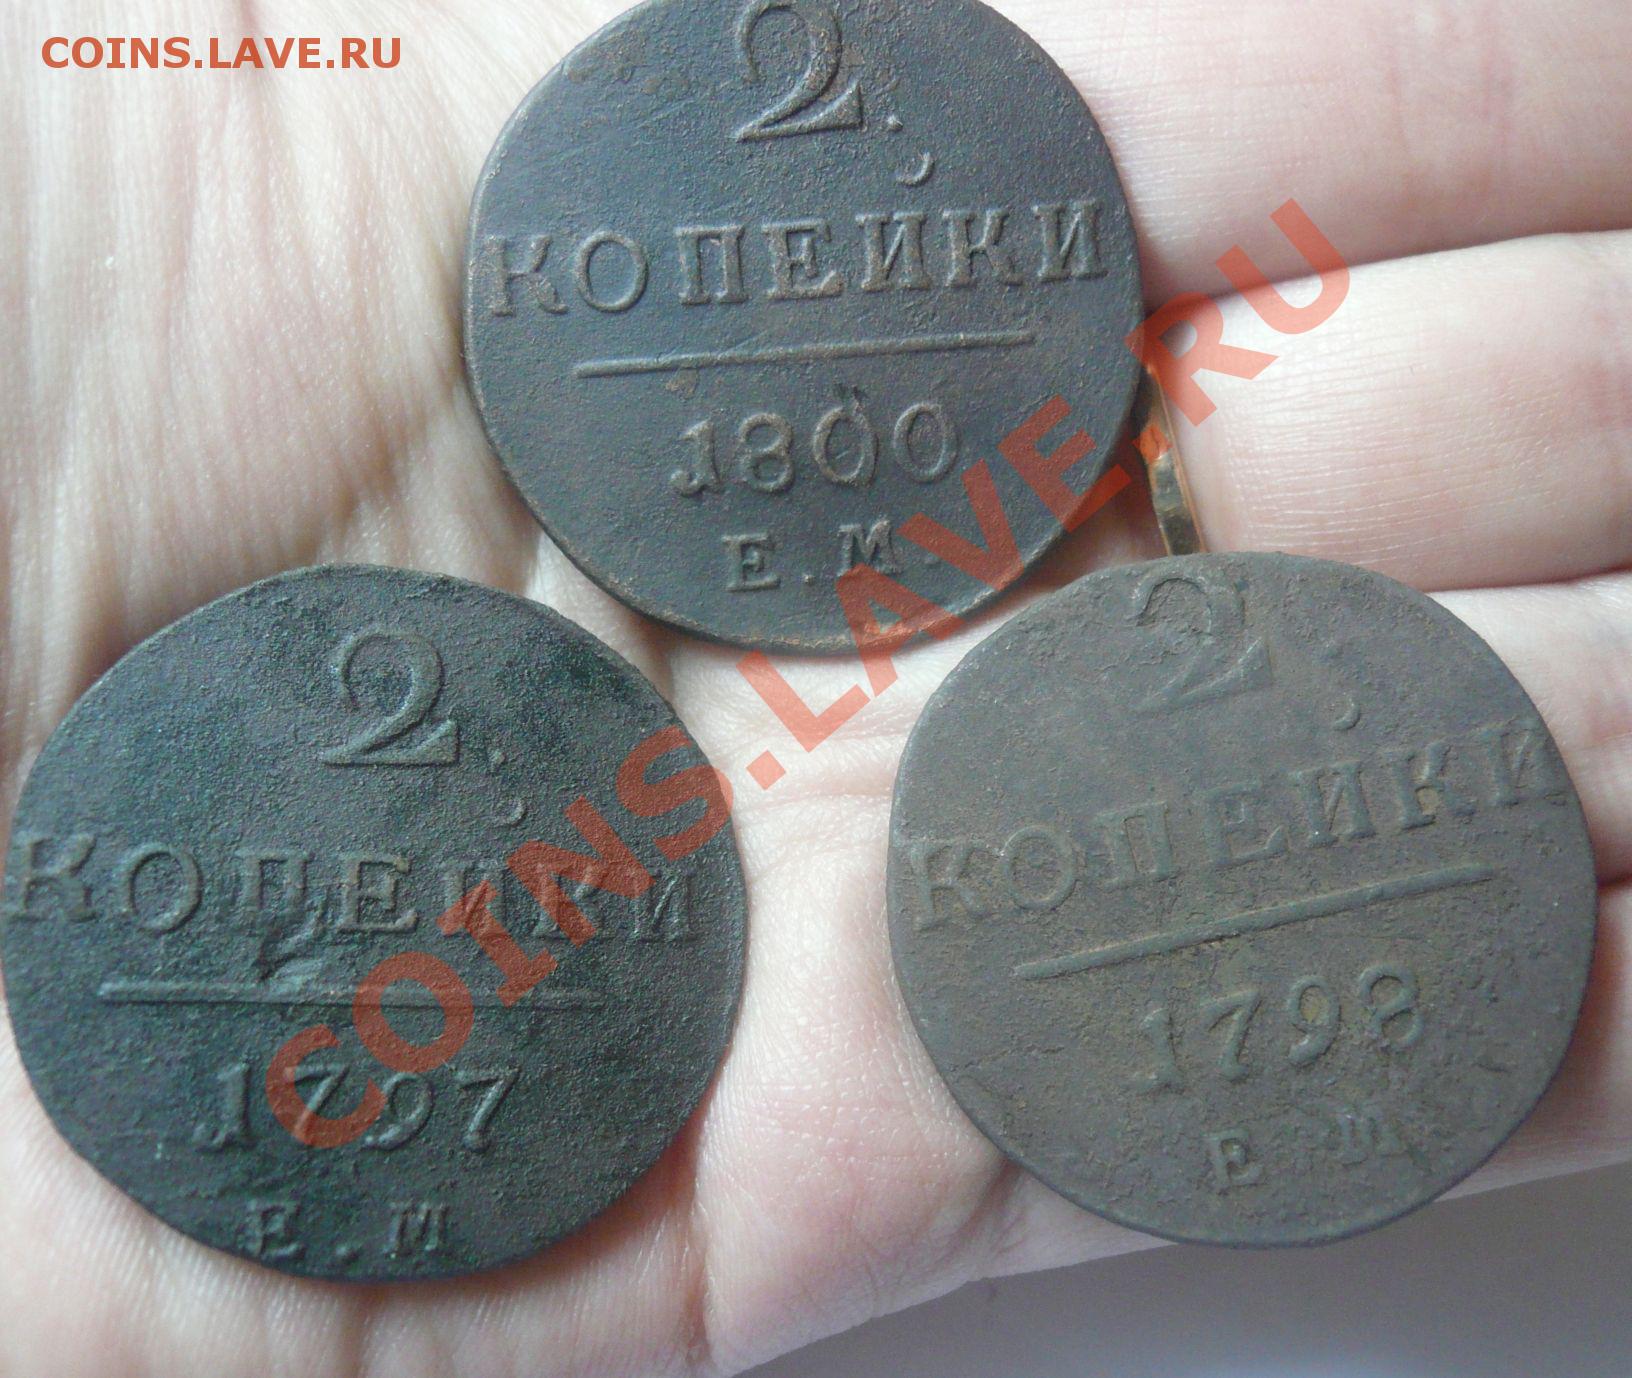 COINS.LAVE.RU
2.
КОПЕЙКИ
1800
Е.М.
2.
КОПЕЙКИ
1797
Е.М
2.
КОПЕЙКИ
1798
Е М
COINS.LAVE.RU